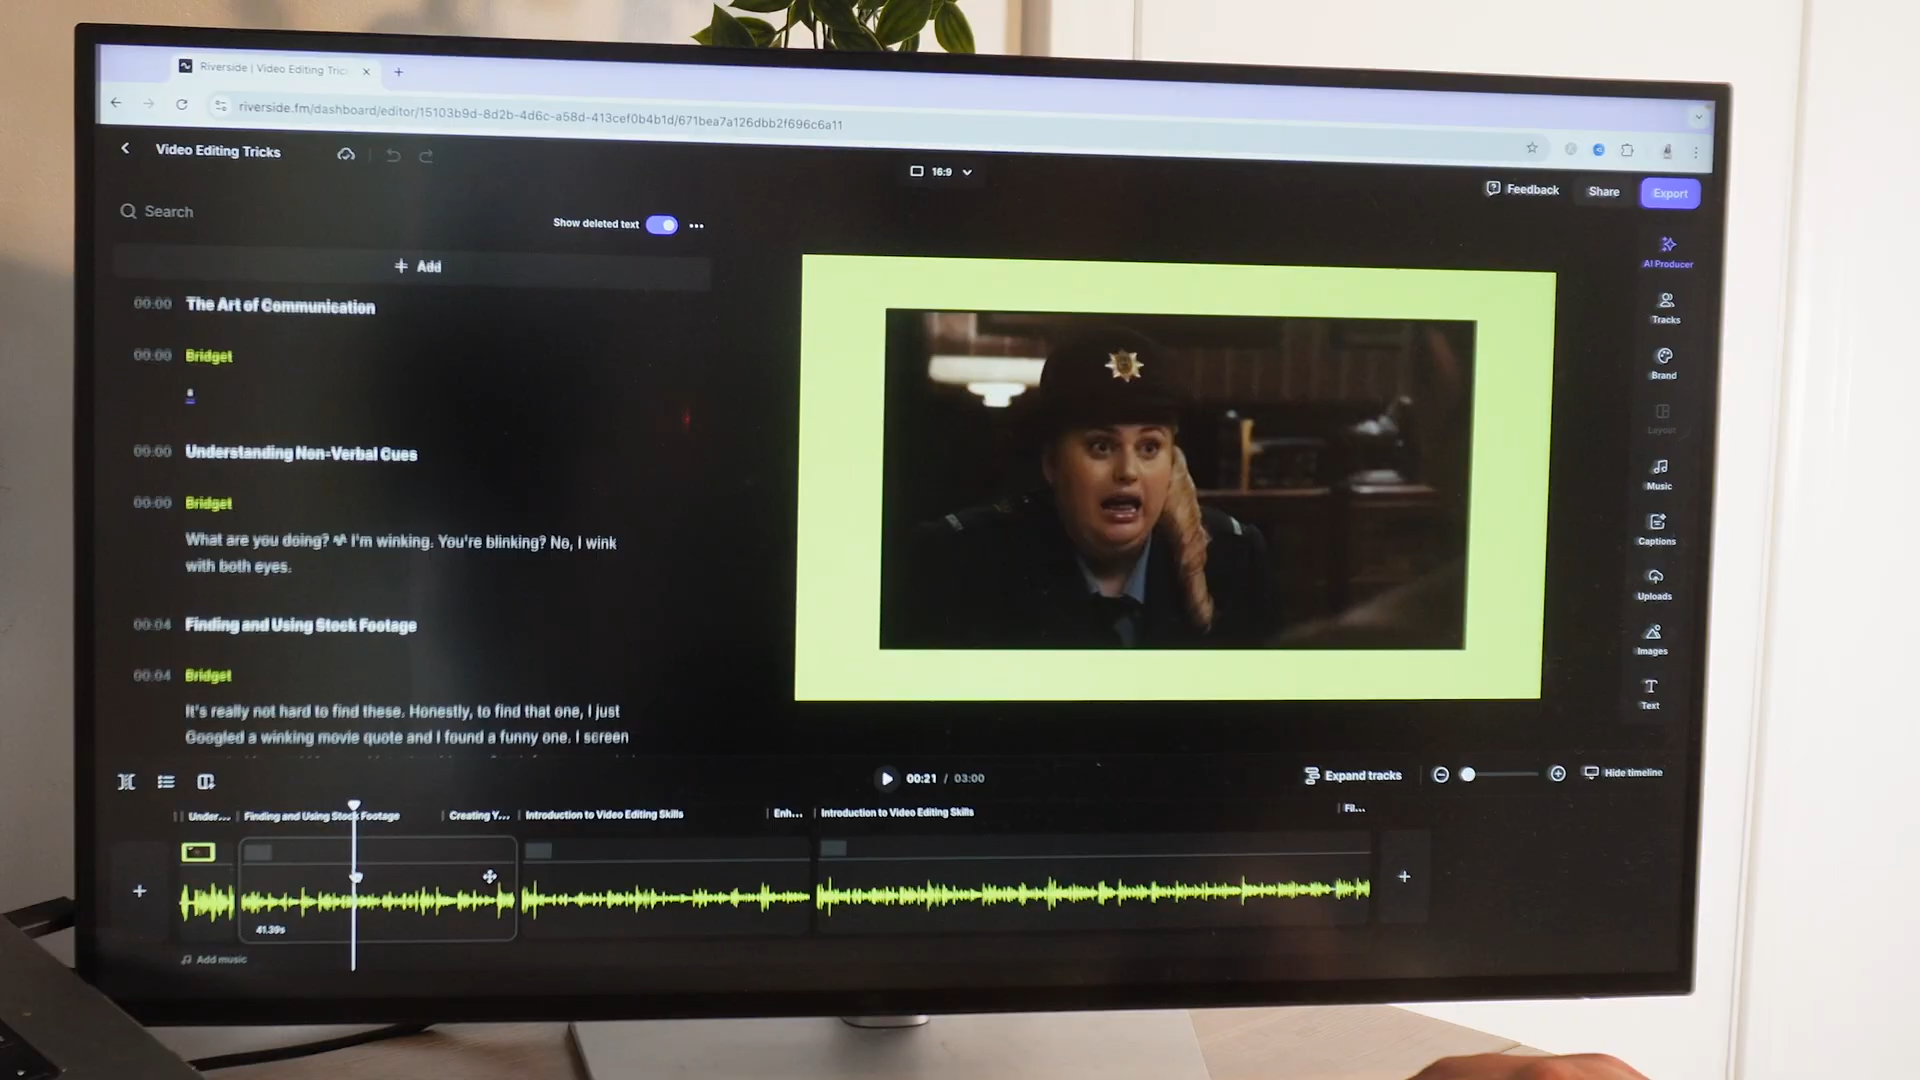 Riverside | Video Editing Tric
riverside.fm/dashboard/editor/15103b9d-8d2b-4d6c-a58d-413cef0b4b1d/671bea7a126dbb2f696c6a11
Video Editing Tricks
16:9
Feedback
Share
Export
Search
Show deleted text
Add
00:00 The Art of Communication
00:00 Bridget
00:00 Understanding Non-Verbal Cues
00:00 Bridget
What are you doing? I'm winking. You're blinking? No, I wink
with both eyes.
00:04 Finding and Using Stock Footage
00:04 Bridget
It's really not hard to find these. Honestly, to find that one, I just
Googled a winking movie quote and I found a funny one. I screen
AI Producer
Tracks
Brand
Layout
Music
Captions
Uploads
Images
Text
00:21 / 03:00
Expand tracks
Hide timeline
Under...
Finding and Using Stock Footage
Creating Y...
Introduction to Video Editing Skills
Enh...
Introduction to Video Editing Skills
Fil...
41.39s
Add music